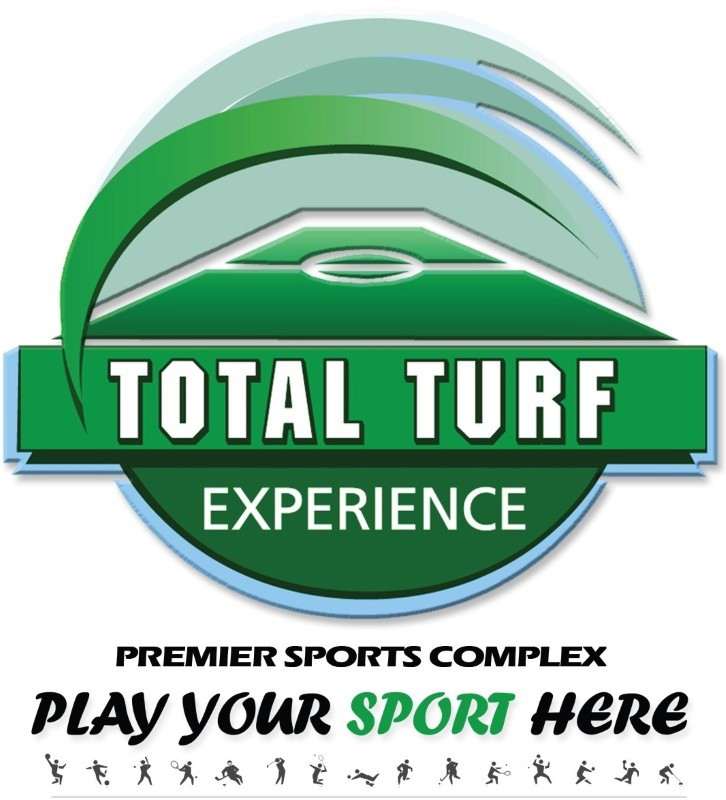 TOTAL TURF
EXPERIENCE
PREMIER SPORTS COMPLEX
PLAY YOUR SPORT HERE